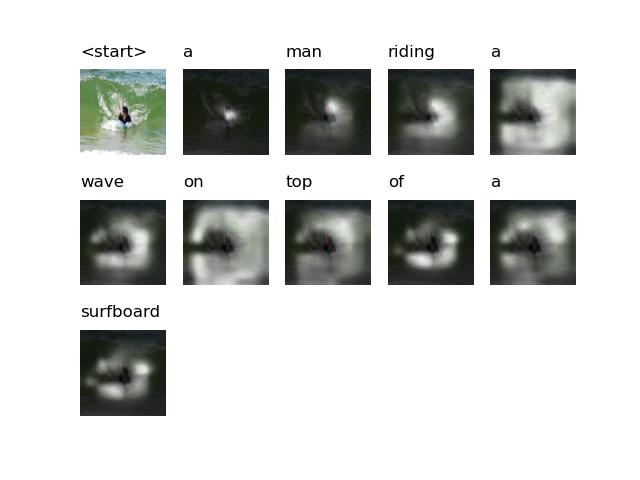 <start> a man riding a
wave on top of a
surfboard